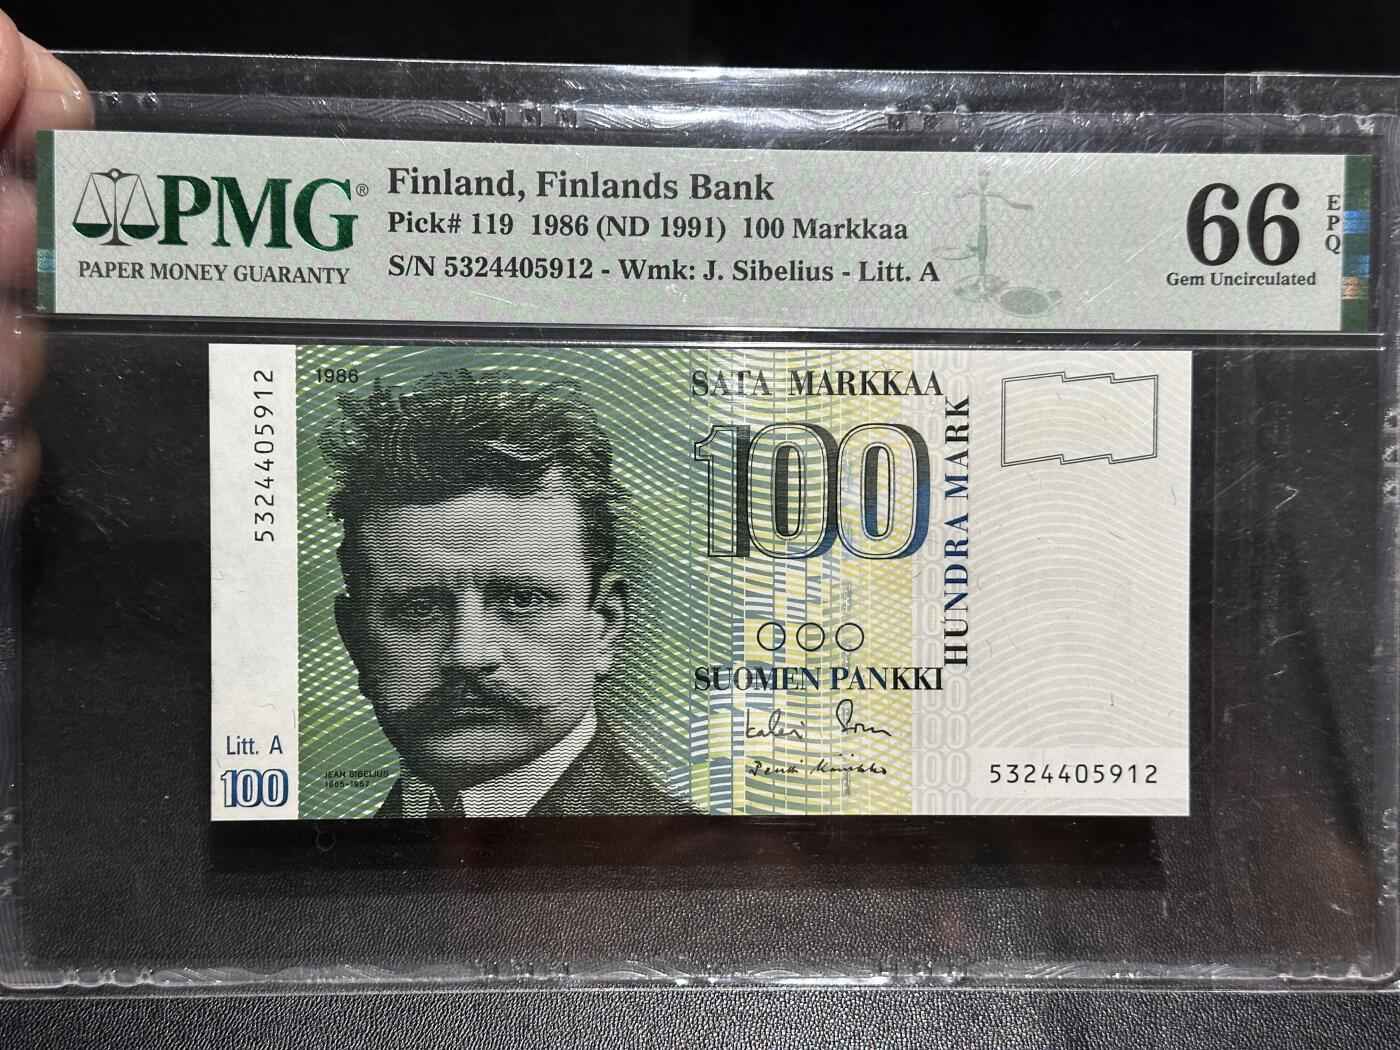 PMG®
PAPER MONEY GUARANTY
Finland, Finlands Bank
Pick# 119 1986 (ND 1991) 100 Markkaa
S/N 5324405912 - Wmk: J. Sibelius - Litt. A
66
EPQ
Gem Uncirculated
5324405912
1986
SATA MARKKAA
100
HUNDRA MARK
SUOMEN PANKKI
Litt. A
100
JEAN SIBELIUS
1865-1957
5324405912